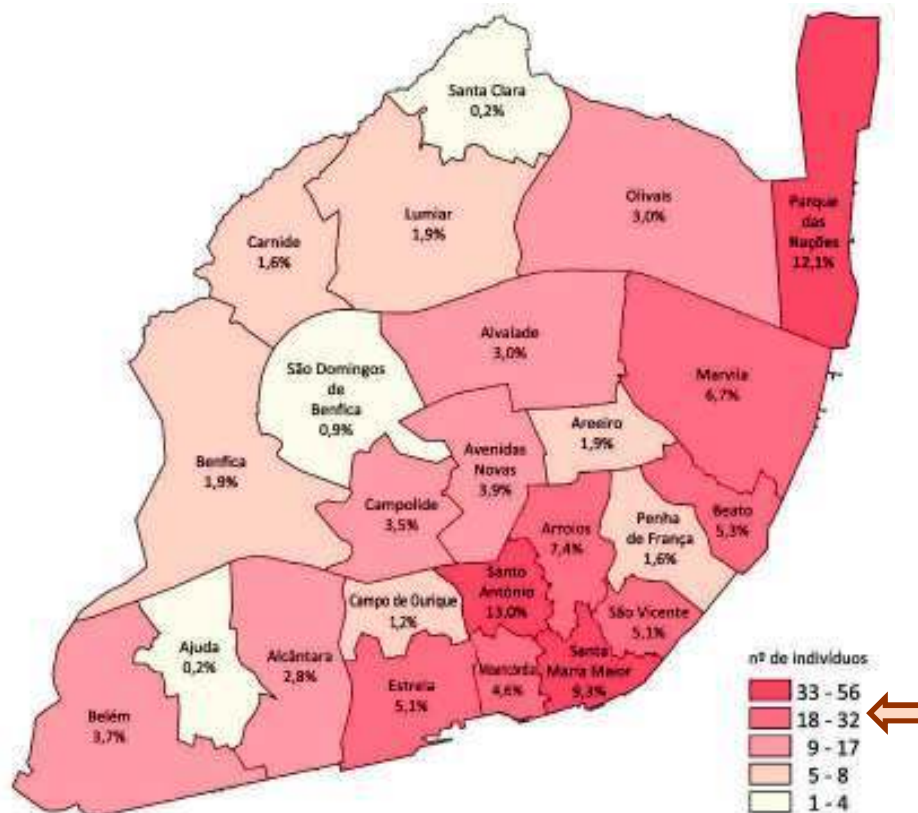 Santa Clara
0,2%
Olivais
3,0%
Lumiar
1,9%
Parque
das
Nações
12,1%
Carnide
1,6%
Alvalade
3,0%
São Domingos
de
Benfica
0,9%
Marvila
6,7%
Areeiro
1,9%
Avenidas
Novas
3,9%
Benfica
1,9%
Campolide
3,5%
Beato
5,3%
Arroios
7,4%
Penha
de França
1,6%
Santo
António
13,0%
Campo de Ourique
1,2%
São Vicente
5,1%
Ajuda
0,2%
Alcântara
2,8%
Santa
Maria Maior
9,3%
Misericórdia
4,6%
Estrela
5,1%
Belém
3,7%
nº de indivíduos
33 - 56
18 - 32
9 - 17
5 - 8
1 - 4